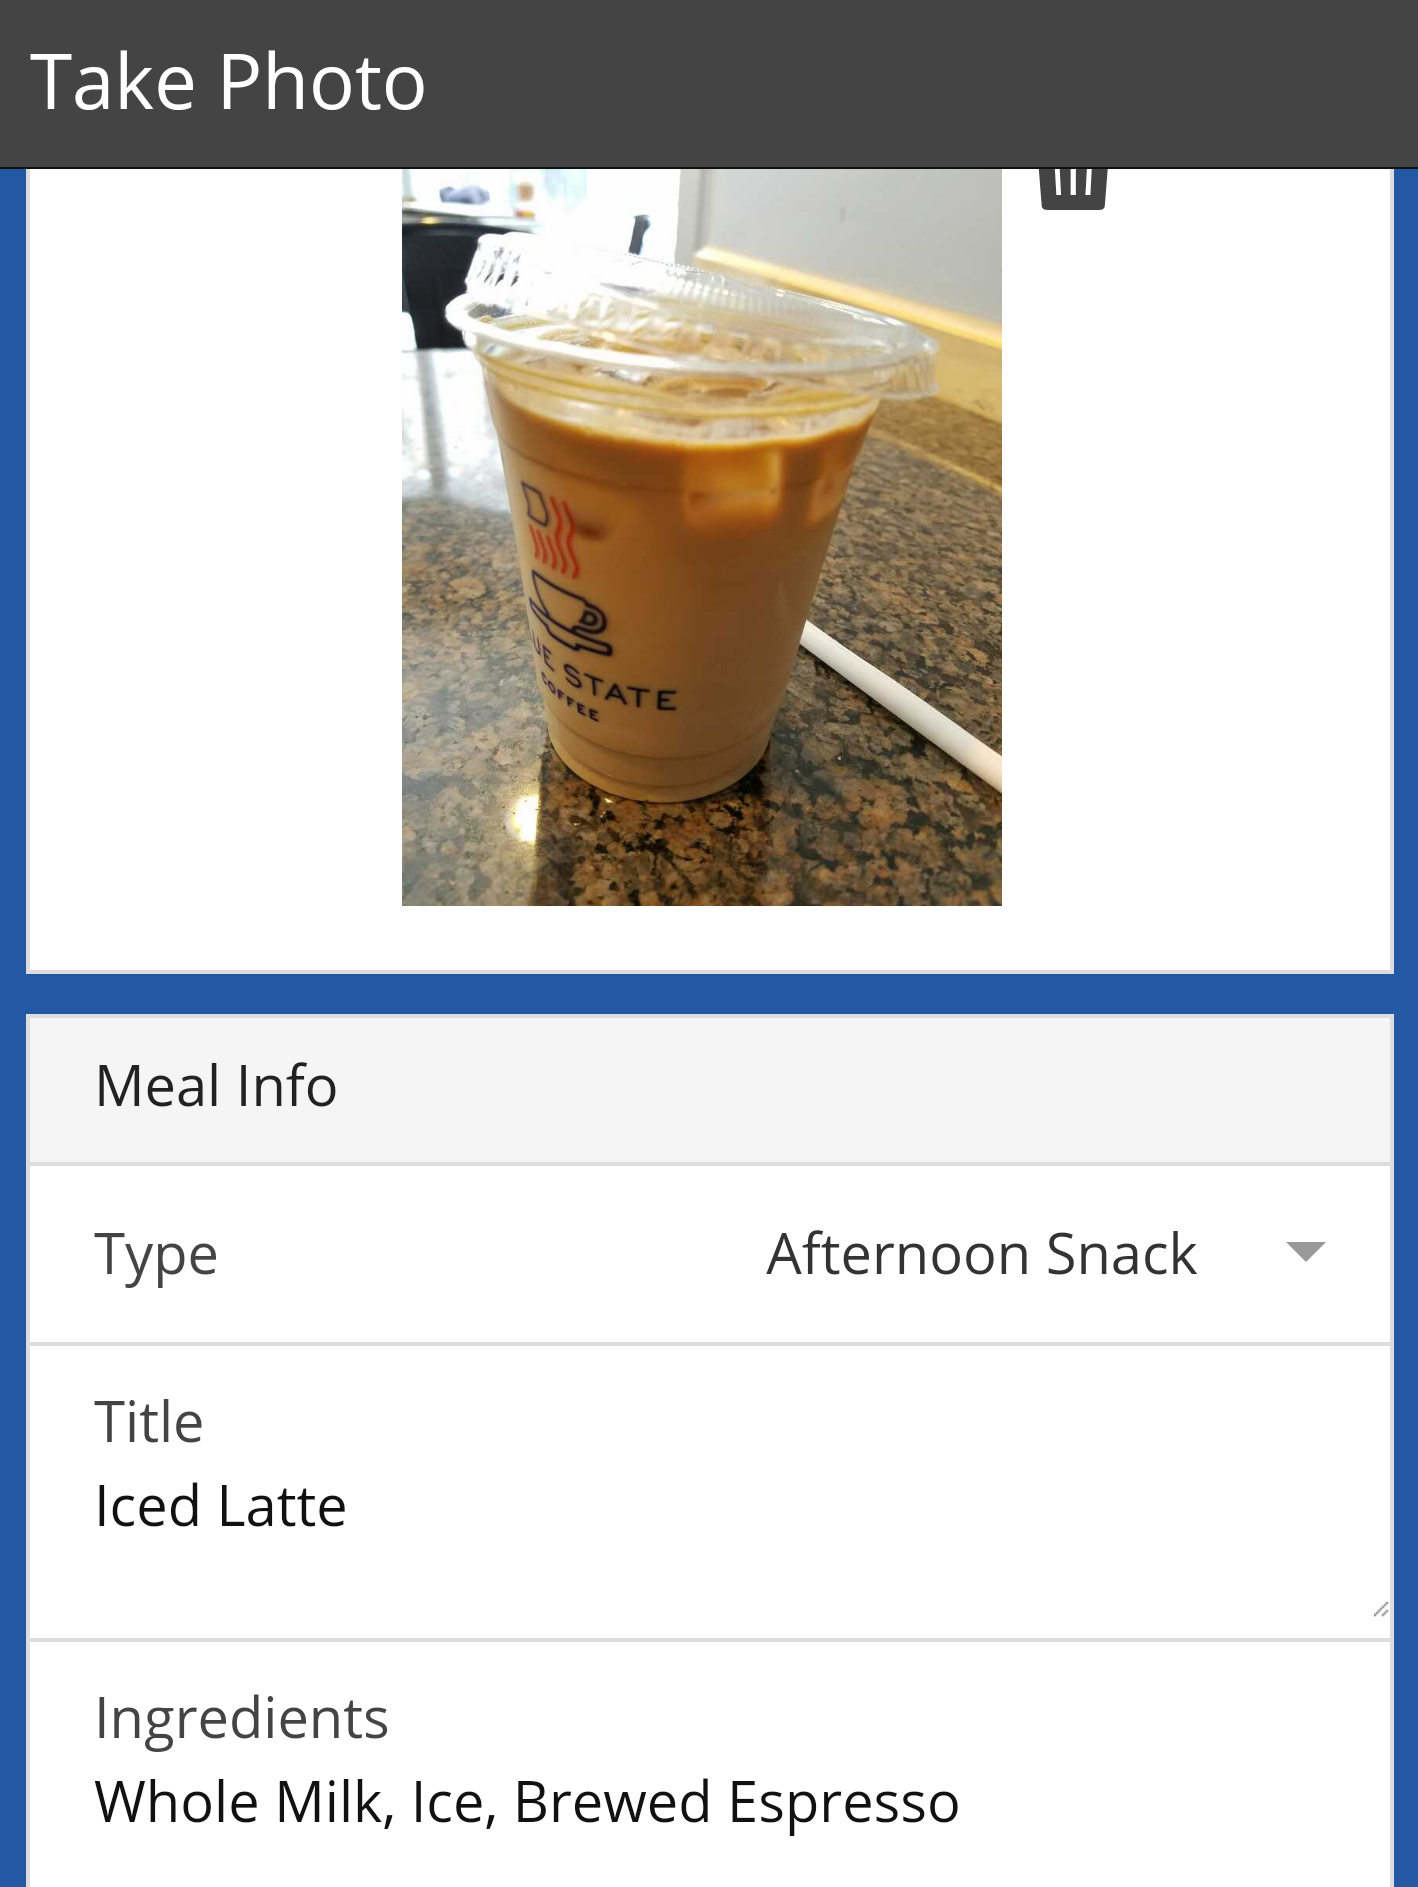 Take Photo
UE STATE
COFFEE
Meal Info
Type
Afternoon Snack
Title
Iced Latte
Ingredients
Whole Milk, Ice, Brewed Espresso